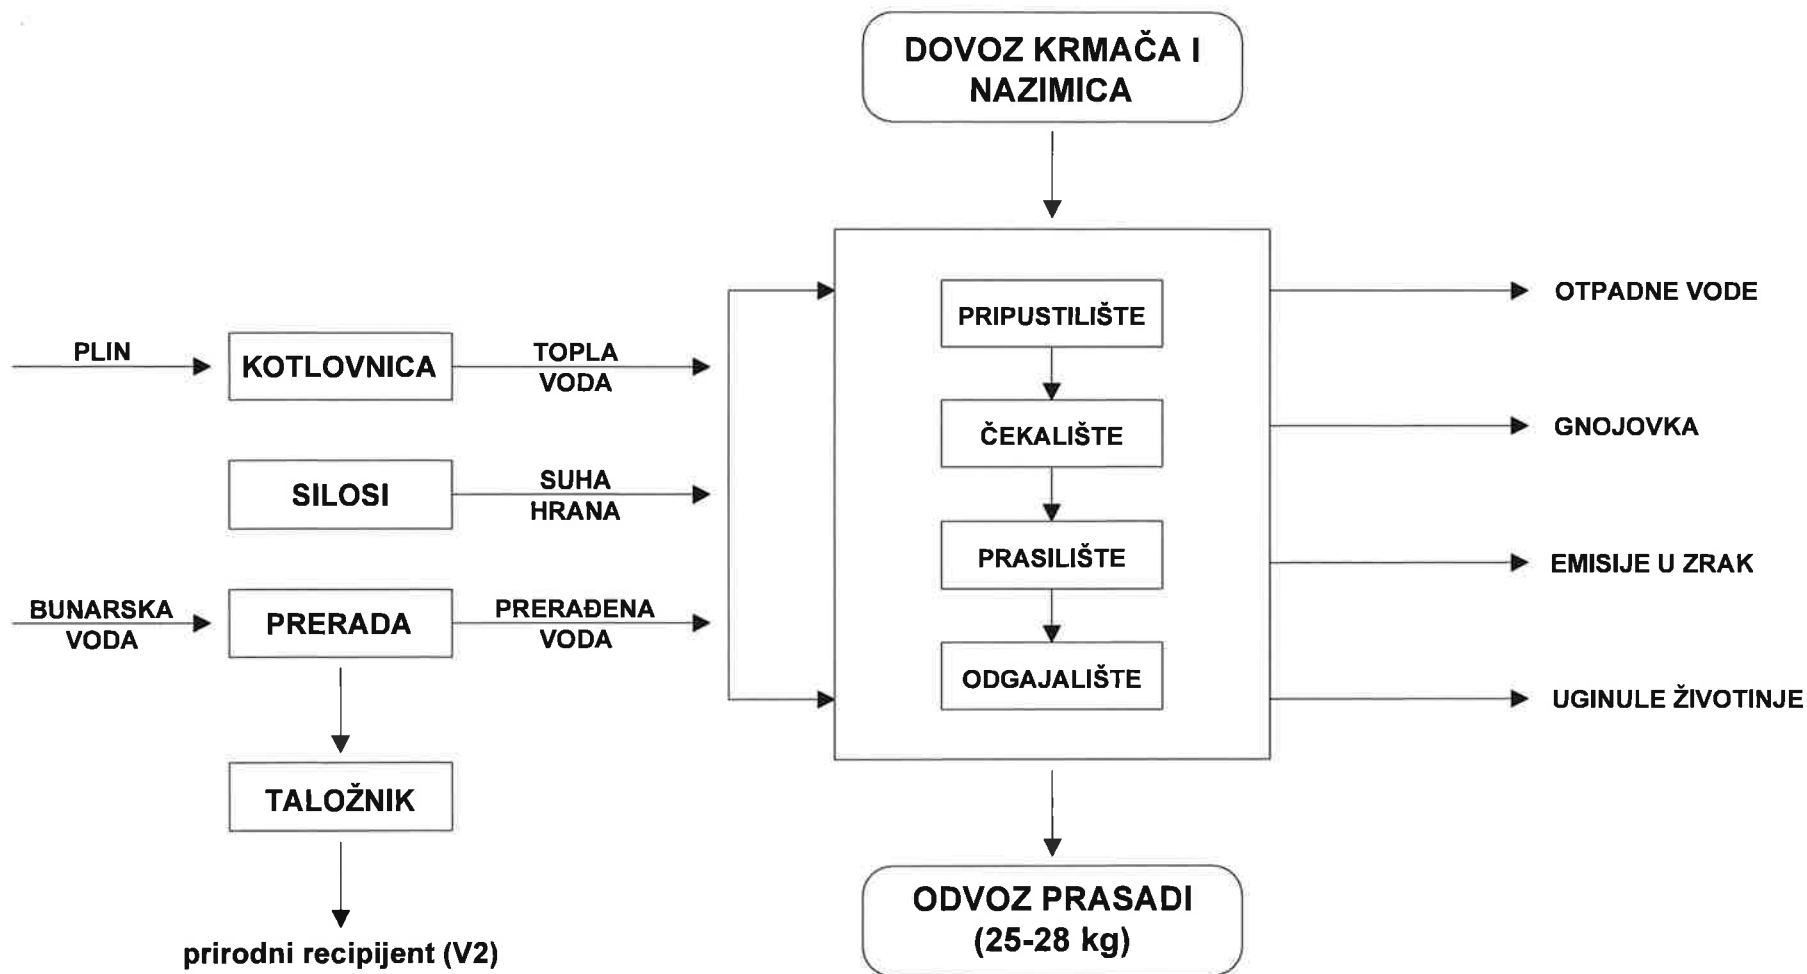 DOVOZ KRMAČA I
NAZIMICA
PLIN
KOTLOVNICA
TOPLA
VODA
SILOSI
SUHA
HRANA
BUNARSKA
VODA
PRERADA
PRERAĐENA
VODA
TALOŽNIK
prirodni recipijent (V2)
PRIPUSTILIŠTE
ČEKALIŠTE
PRASILIŠTE
ODGAJALIŠTE
OTPADNE VODE
GNOJOVKA
EMISIJE U ZRAK
UGINULE ŽIVOTINJE
ODVOZ PRASADI
(25-28 kg)